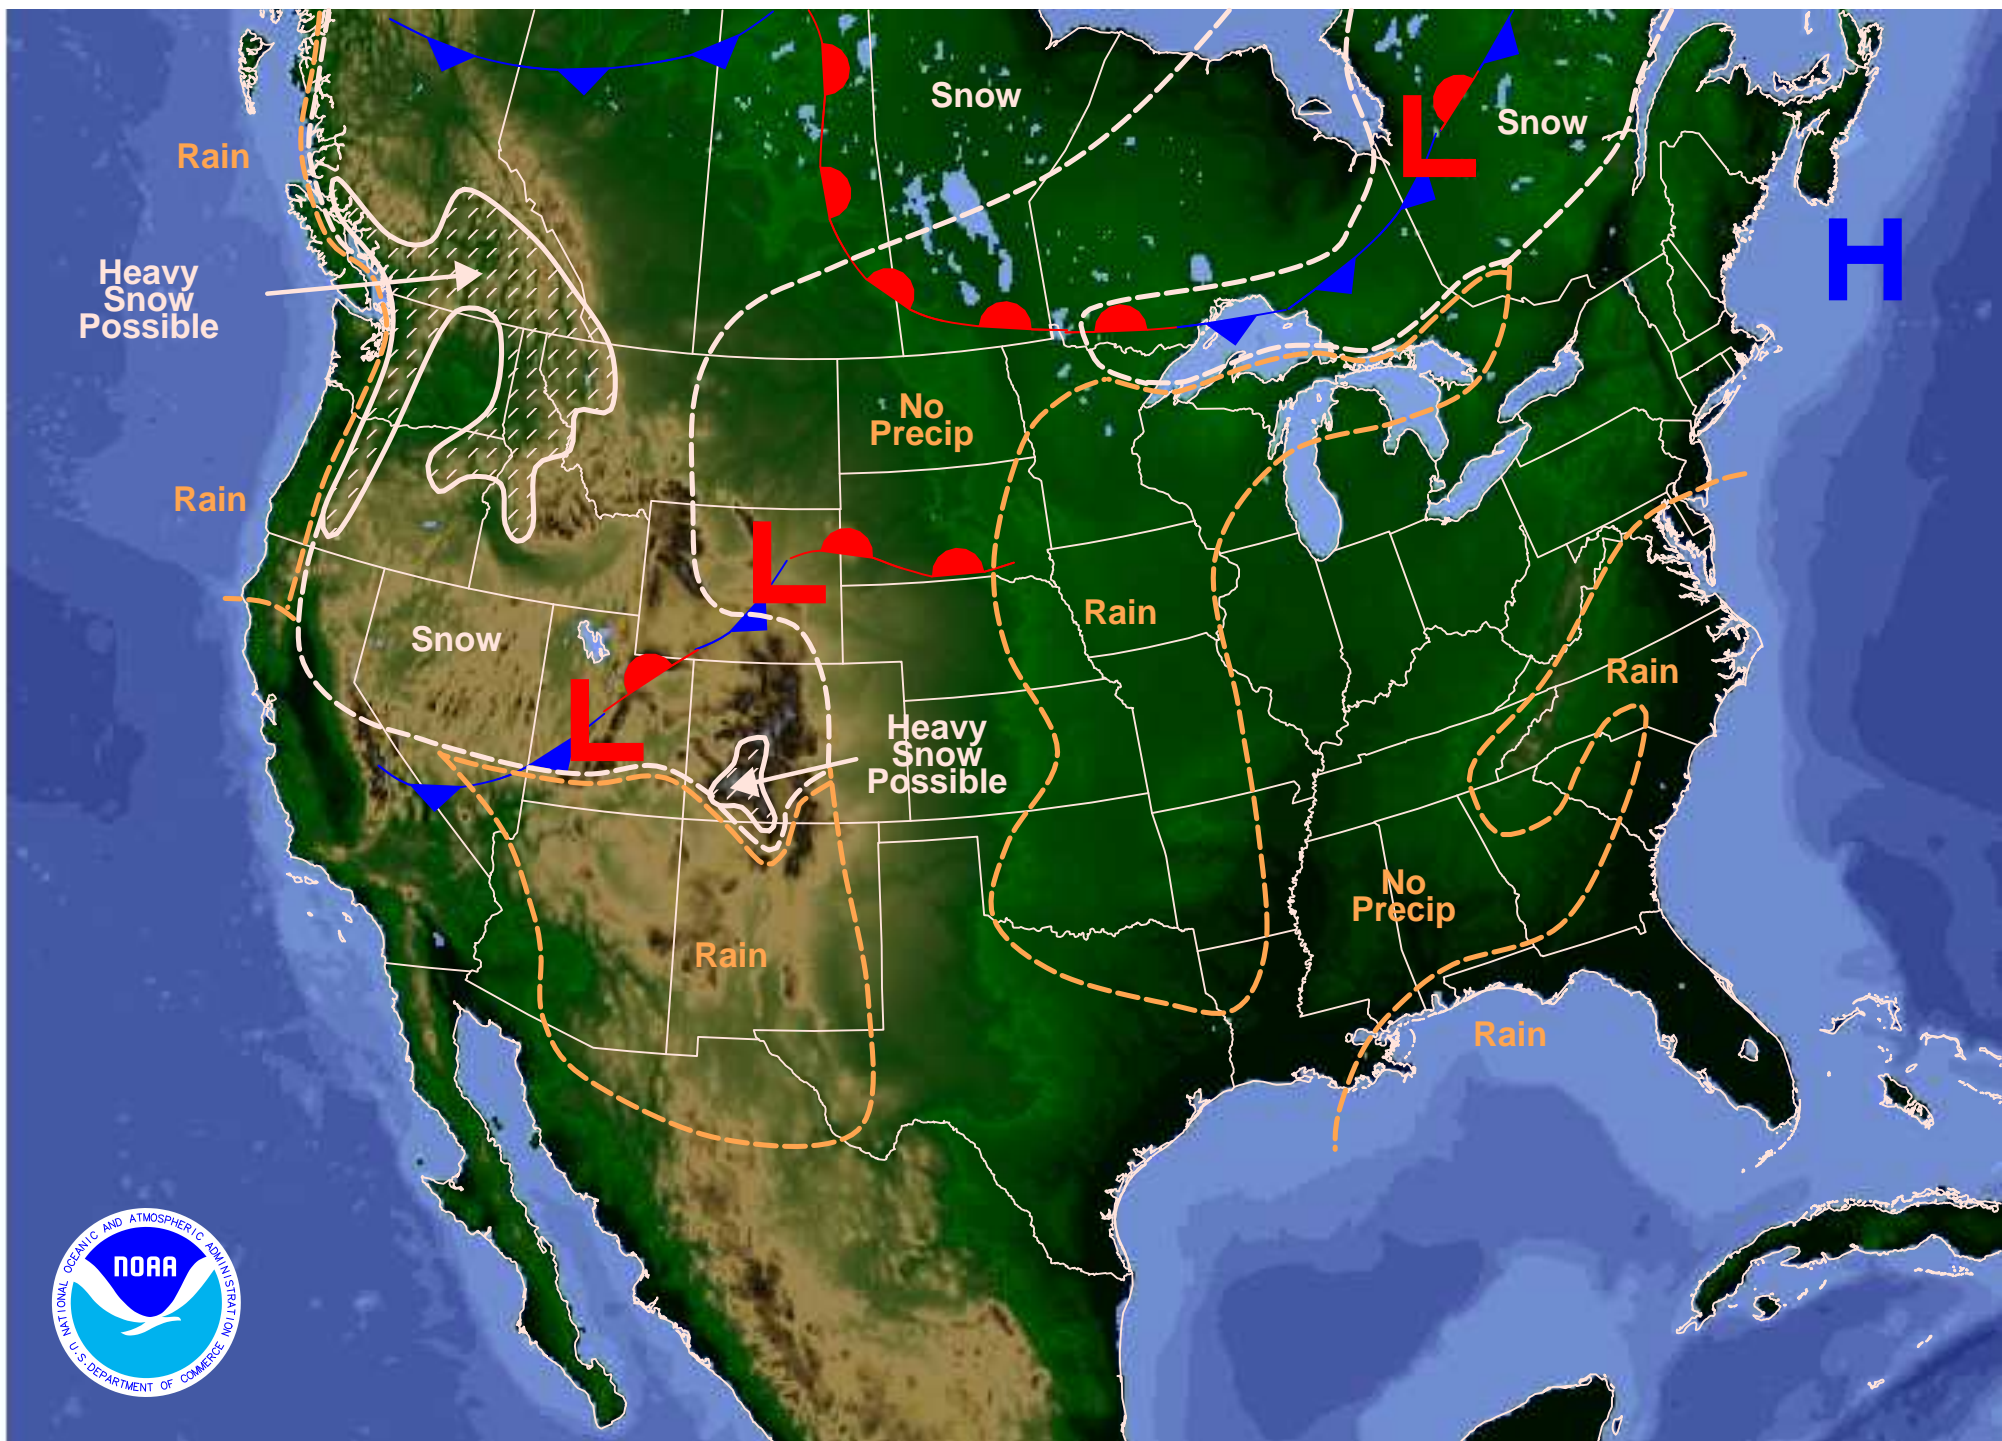 Snow
Snow
L
Rain
H
Heavy
Snow
Possible
No
Precip
Rain
L
Rain
Snow
Rain
L
Heavy
Snow
Possible
No
Precip
Rain
Rain
NATIONAL OCEANIC AND ATMOSPHERIC ADMINISTRATION
NOAA
U.S. DEPARTMENT OF COMMERCE